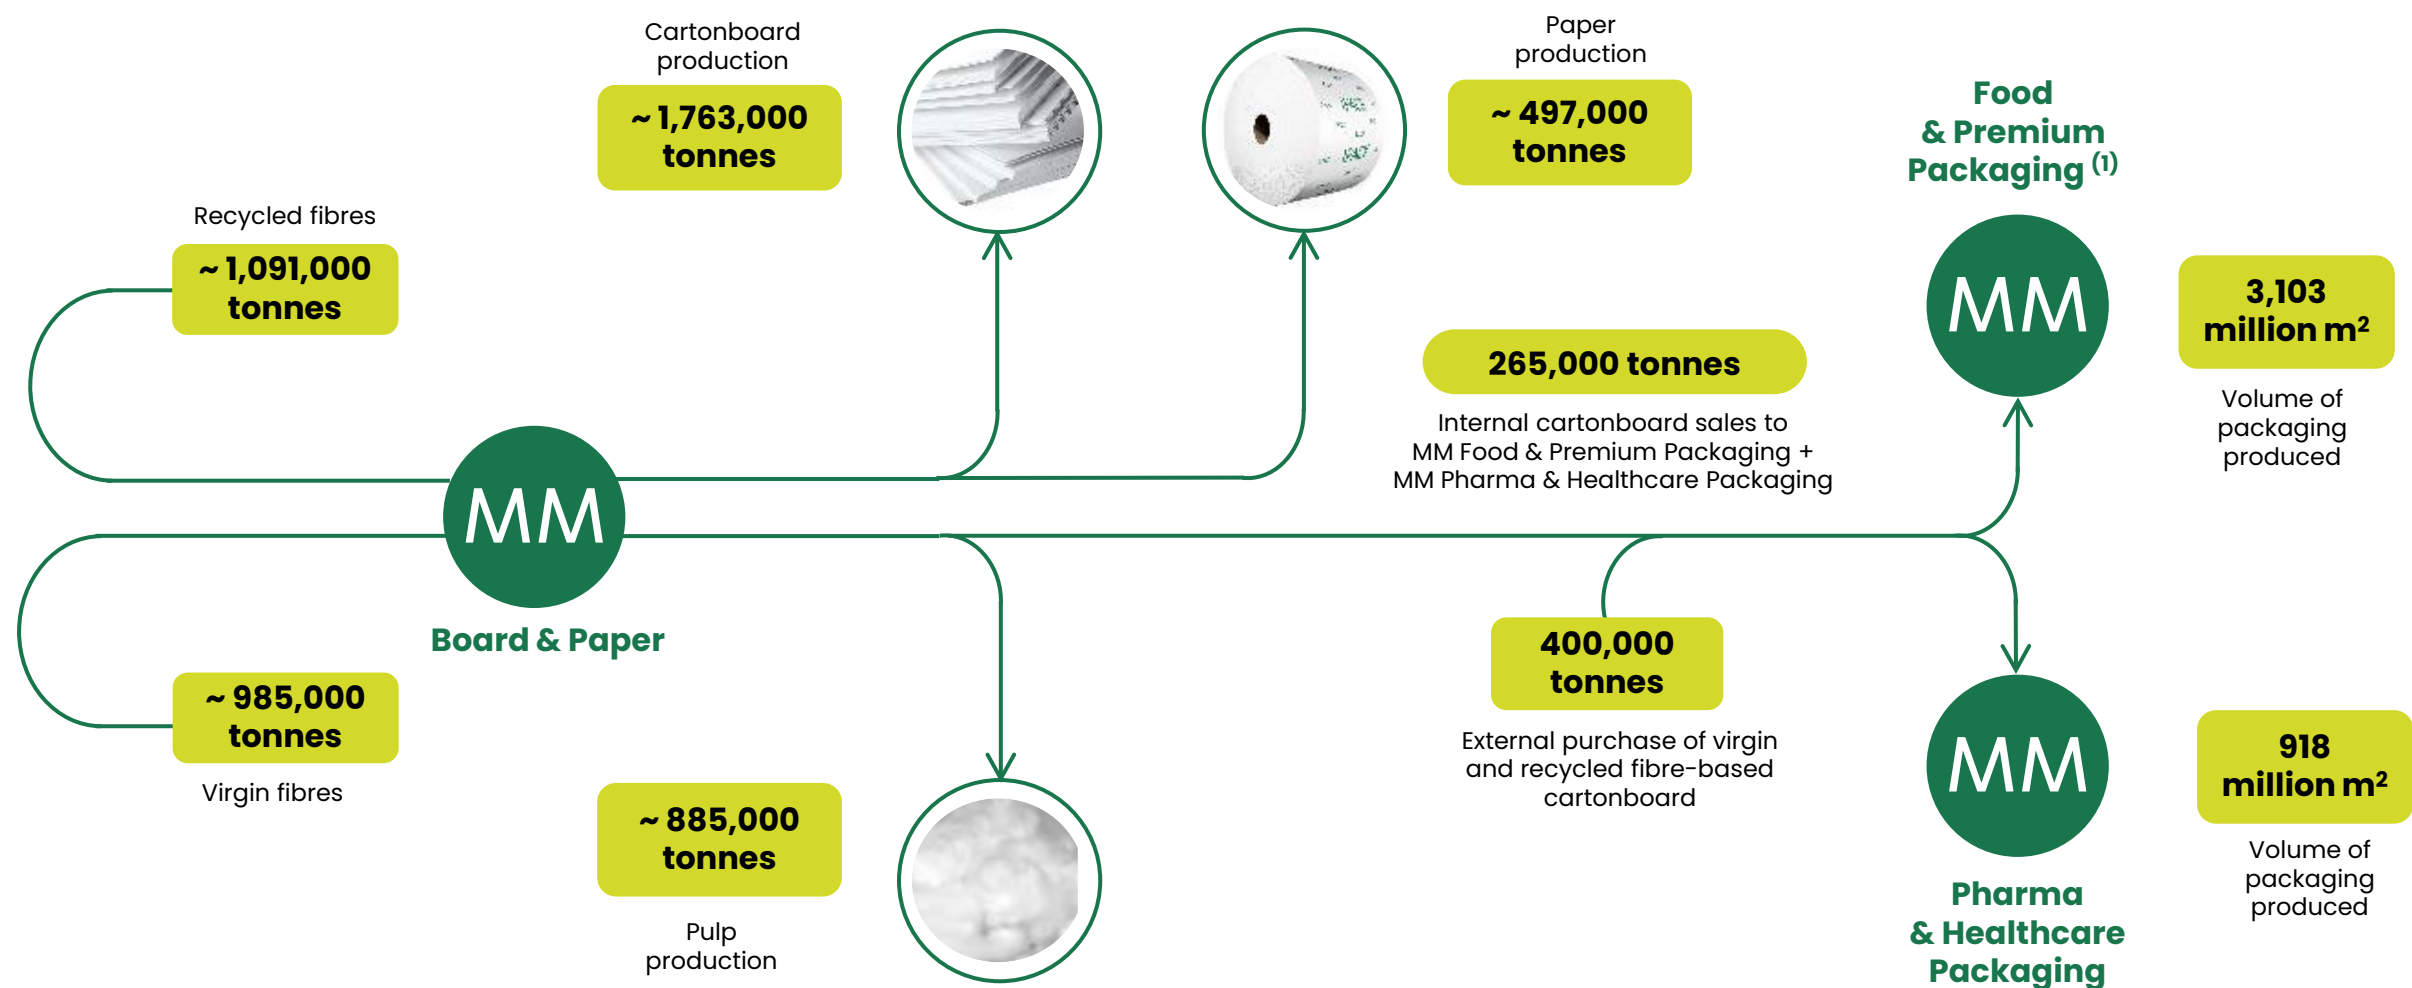 Cartonboard
production
~ 1,763,000
tonnes
Paper
production
~ 497,000
tonnes
Food
& Premium
Packaging (1)
MM
3,103
million m²
Volume of
packaging
produced
Recycled fibres
~ 1,091,000
tonnes
265,000 tonnes
Internal cartonboard sales to
MM Food & Premium Packaging +
MM Pharma & Healthcare Packaging
MM
Board & Paper
~ 985,000
tonnes
Virgin fibres
~ 885,000
tonnes
Pulp
production
400,000
tonnes
External purchase of virgin
and recycled fibre-based
cartonboard
MM
Pharma
& Healthcare
Packaging
918
million m²
Volume of
packaging
produced